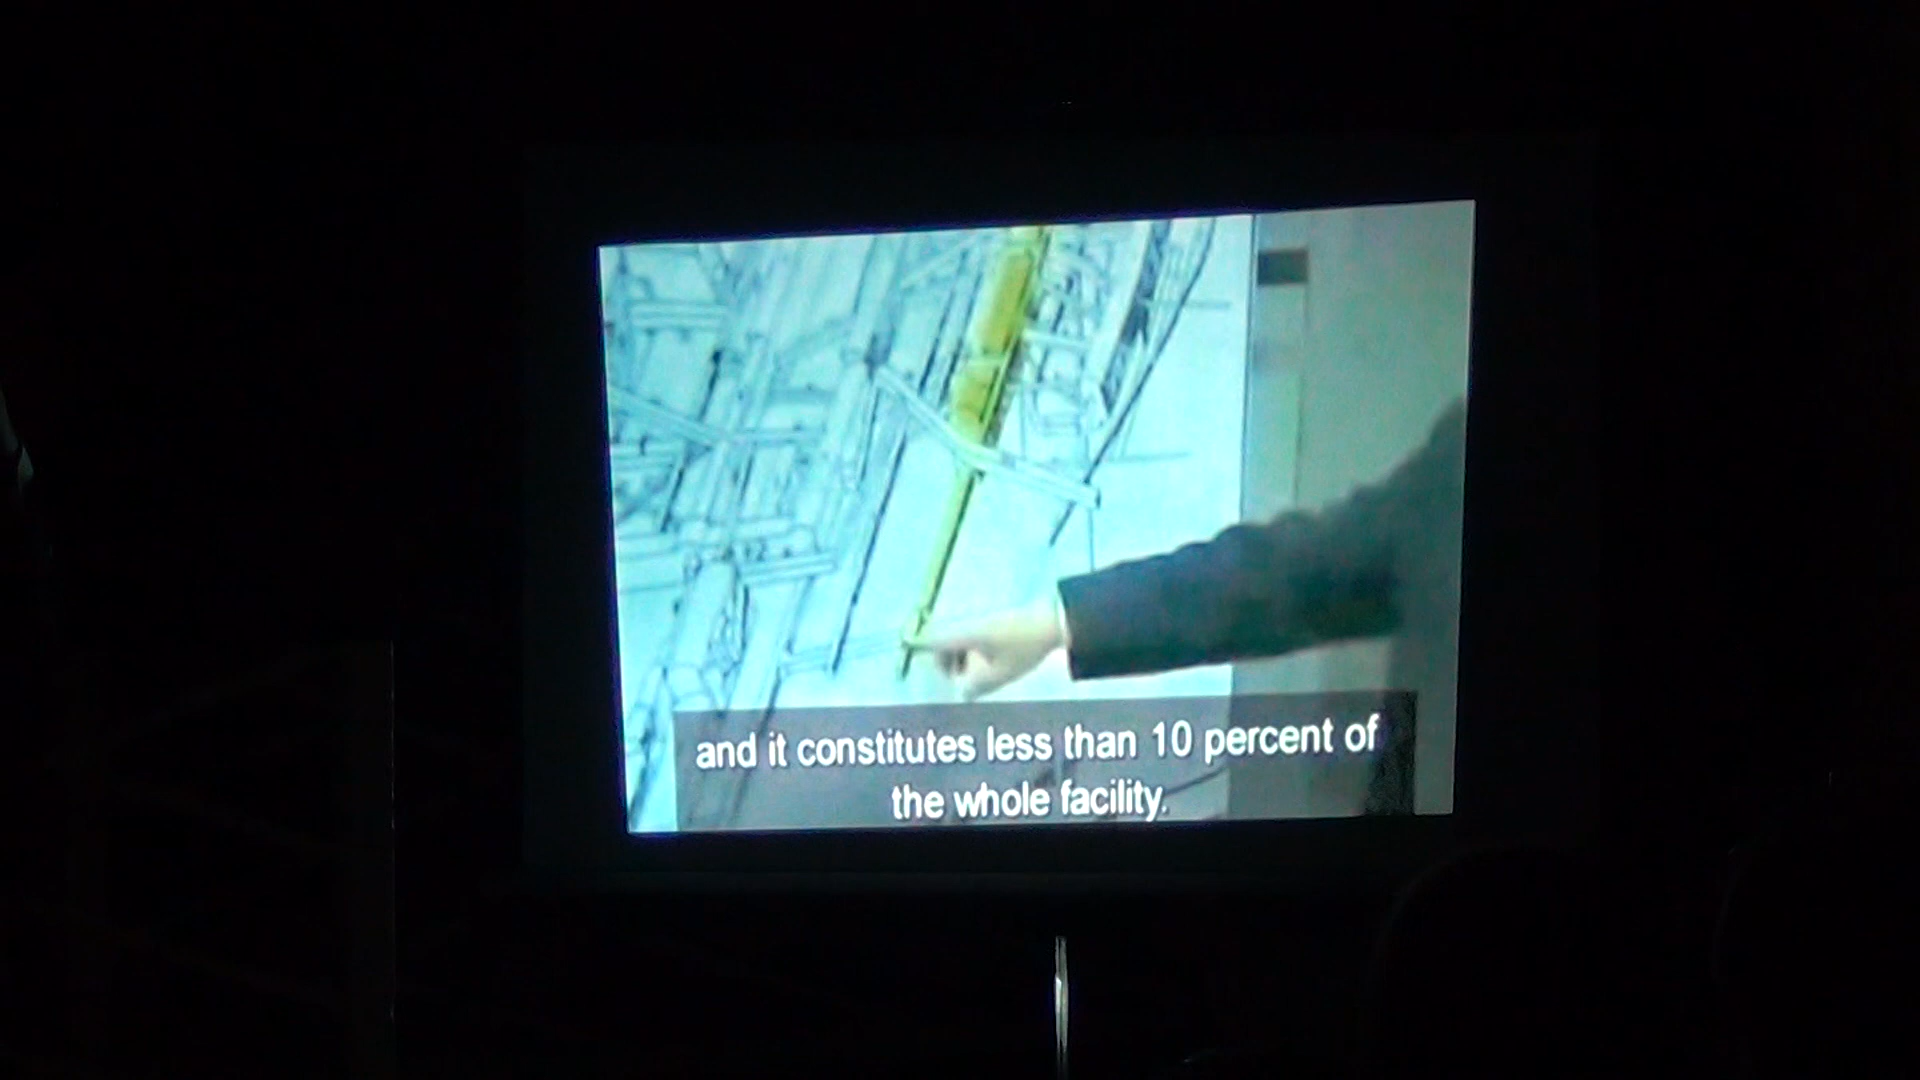 and it constitutes less than 10 percent of
the whole facility.